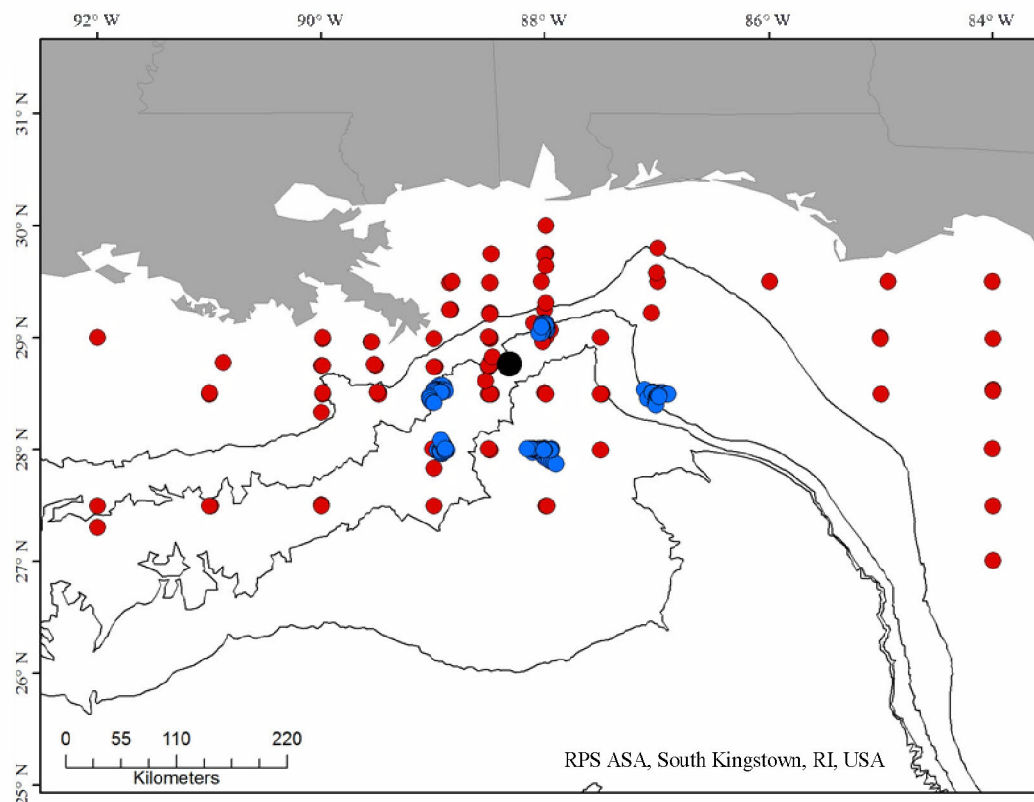 92° W 90° W 88° W 86° W 84° W
31° N
30° N
29° N
28° N
27° N
26° N
25° N
0 55 110 220
Kilometers
RPS ASA, South Kingstown, RI, USA